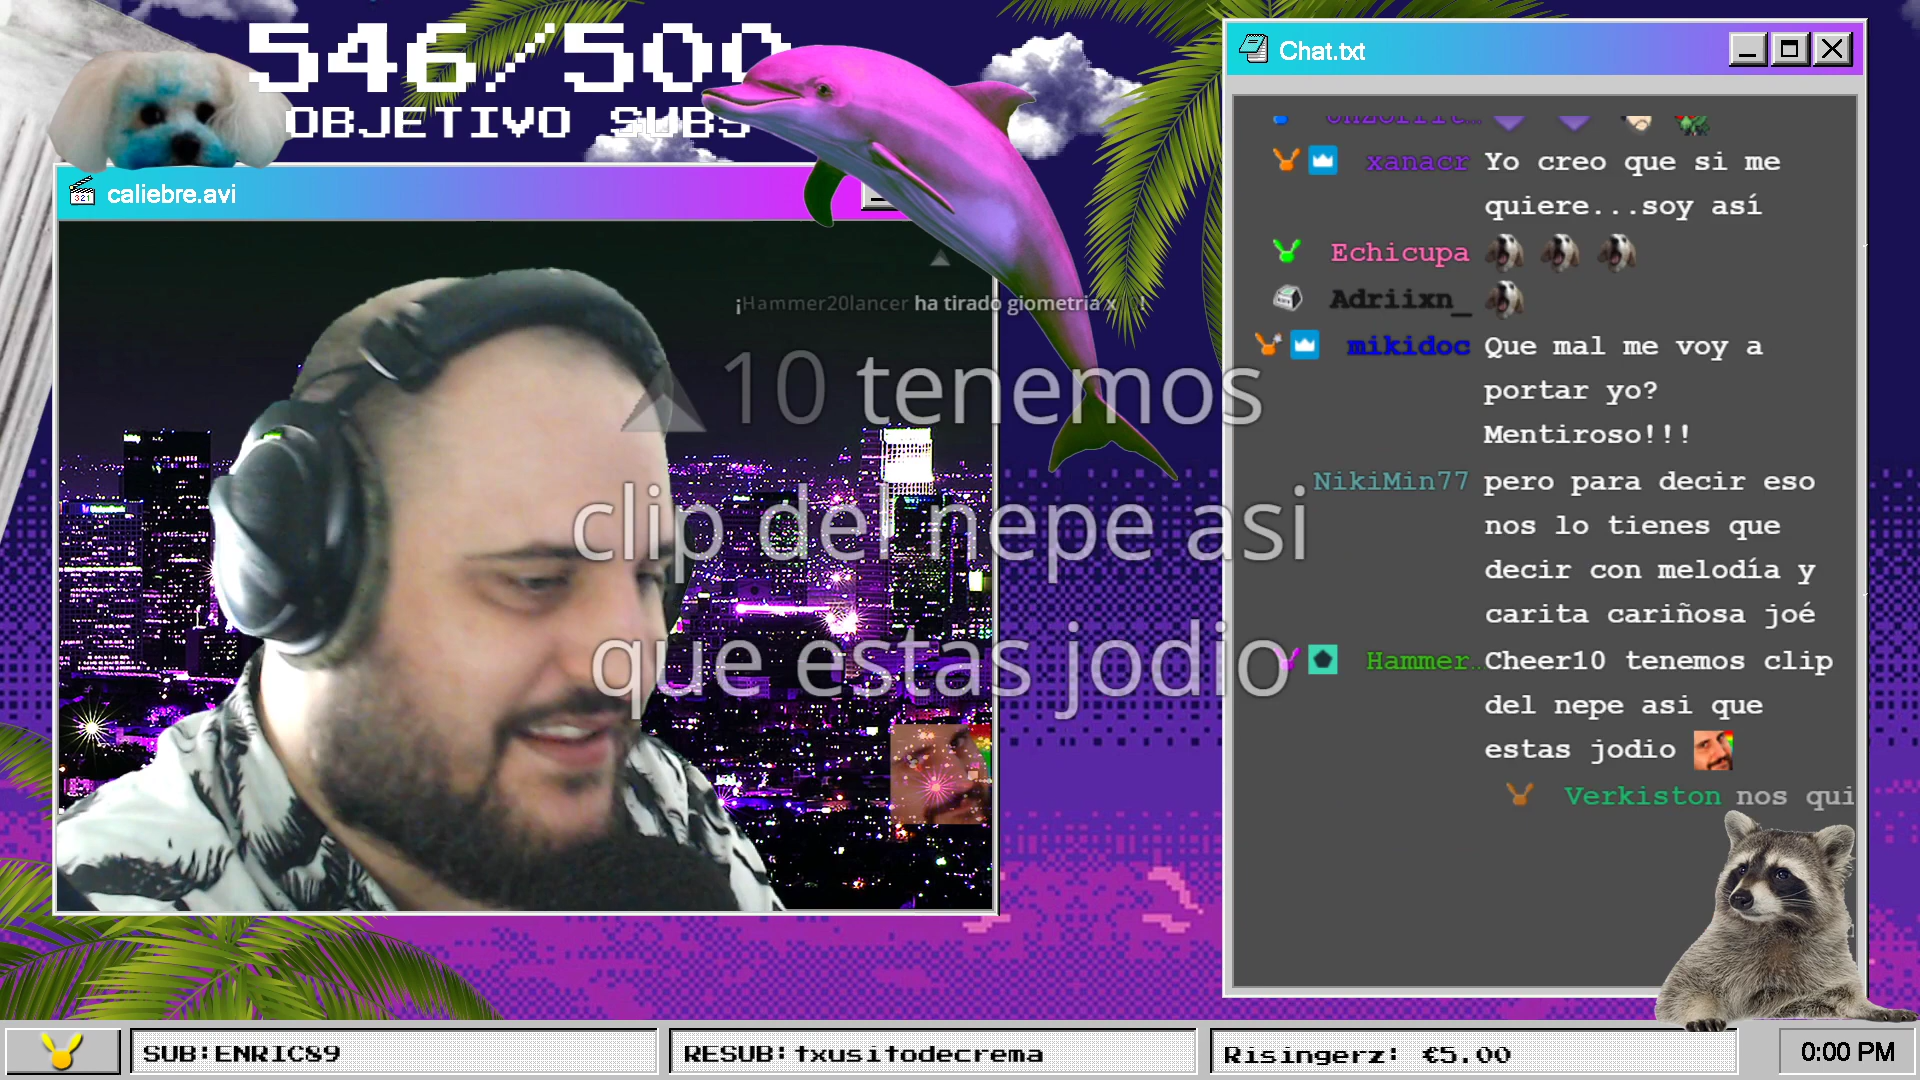 546/500
OBJETIVO SUBS
caliebre.avi
¡Hammer20lancer ha tirado giometria x !
10 tenemos
clip del nepe asi
que estas jodio
Chat.txt
xanacr Yo creo que si me
quiere...soy así
Echicupa
Adriixn_
mikidoc Que mal me voy a
portar yo?
Mentiroso!!!
NikiMin77 pero para decir eso
nos lo tienes que
decir con melodía y
carita cariñosa joé
Hammer… Cheer10 tenemos clip
del nepe asi que
estas jodio
Verkiston nos qui
SUB:ENRIC89
RESUB:txusitodecrema
Risingerz: €5.00
0:00 PM